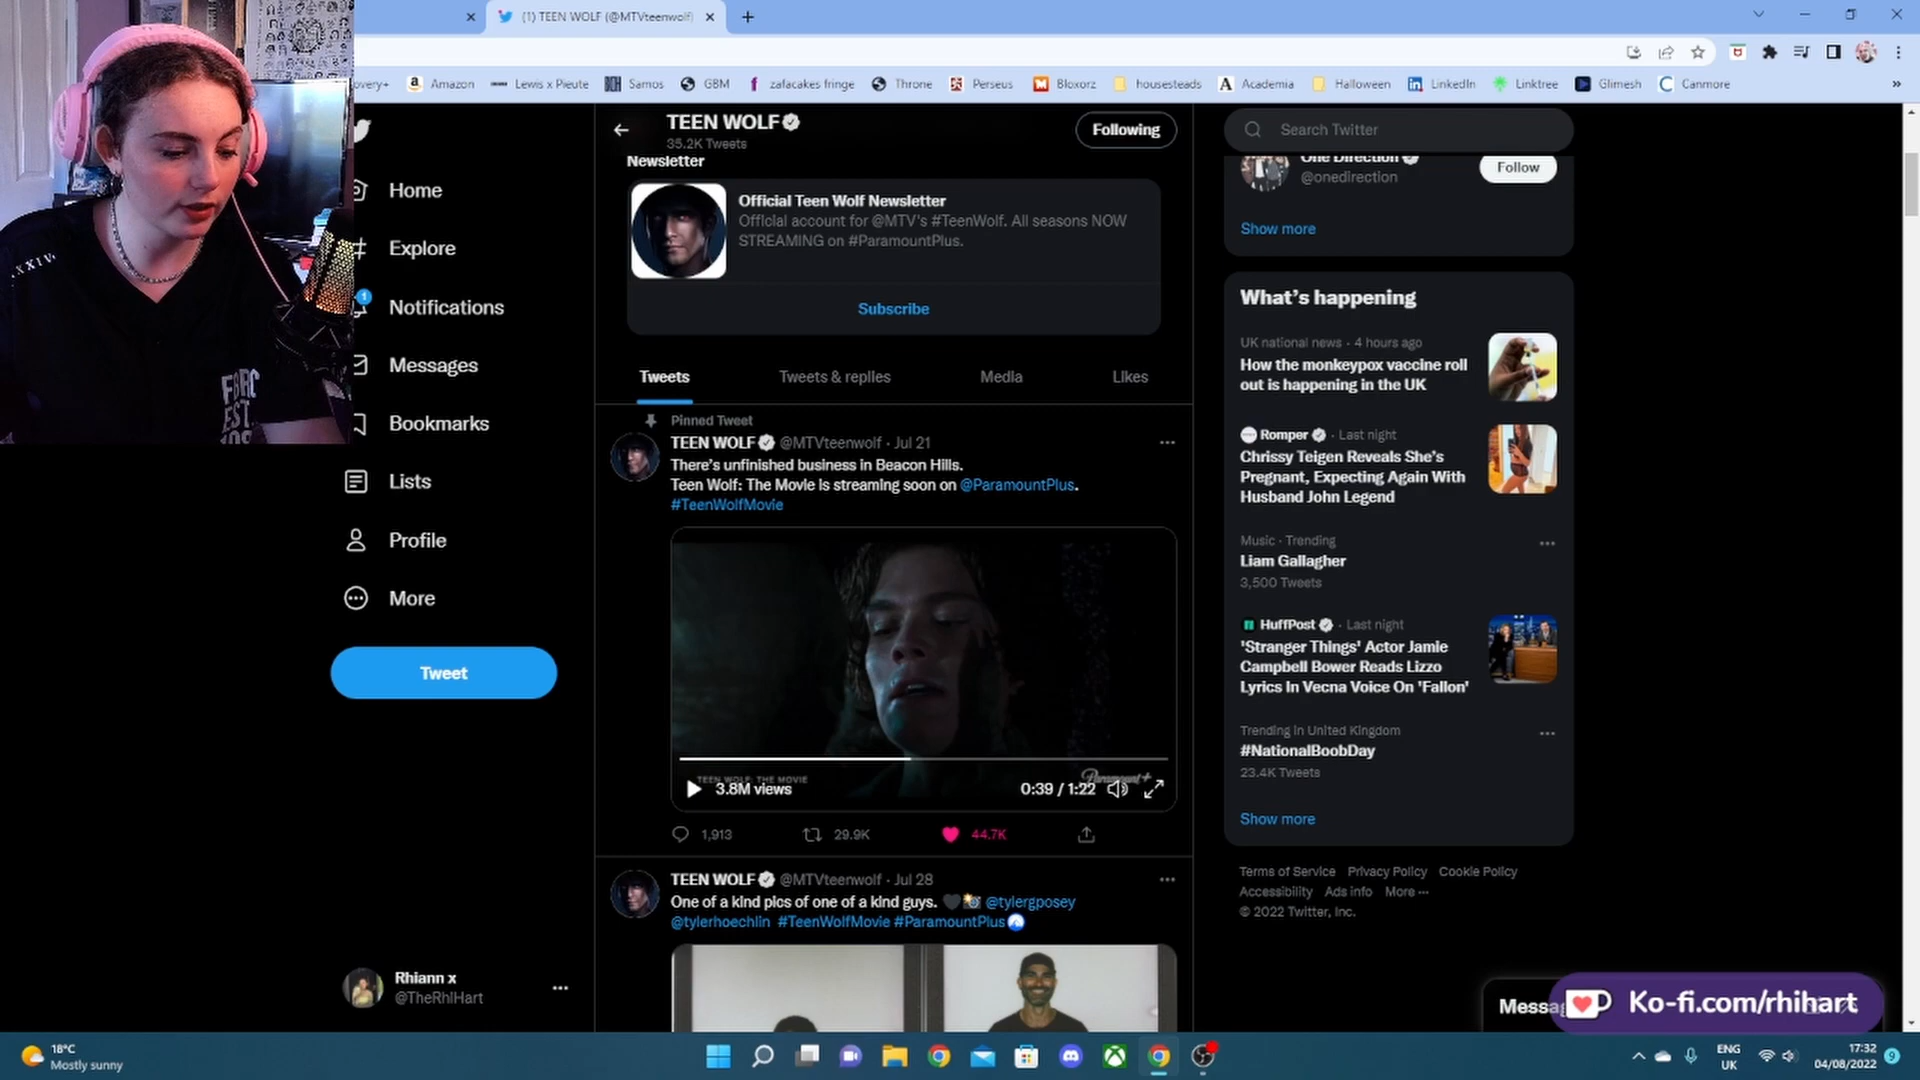 (1) TEEN WOLF (@MTVteenwolf)
overy+ Amazon Lewis x Pieute Samos GBM zafacakes fringe Throne Perseus Bloxorz housesteads Academia Halloween LinkedIn Linktree Glimesh Canmore
Home
Explore
1
Notifications
Messages
Bookmarks
Lists
Profile
More
Tweet
Rhiann x
@TheRhiHart
TEEN WOLF
35.2K Tweets
Following
Newsletter
Official Teen Wolf Newsletter
Official account for @MTV's #TeenWolf. All seasons NOW
STREAMING on #ParamountPlus.
Subscribe
Tweets Tweets & replies Media Likes
Pinned Tweet
TEEN WOLF @MTVteenwolf · Jul 21
There's unfinished business in Beacon Hills.
Teen Wolf: The Movie is streaming soon on @ParamountPlus.
#TeenWolfMovie
TEEN WOLF: THE MOVIE
Paramount+
3.8M views 0:39 / 1:22
1,913 29.9K 44.7K
TEEN WOLF @MTVteenwolf · Jul 28
One of a kind pics of one of a kind guys. @tylergposey
@tylerhoechlin #TeenWolfMovie #ParamountPlus
Search Twitter
One Direction
@onedirection
Follow
Show more
What's happening
UK national news · 4 hours ago
How the monkeypox vaccine roll
out is happening in the UK
Romper · Last night
Chrissy Teigen Reveals She's
Pregnant, Expecting Again With
Husband John Legend
Music · Trending
Liam Gallagher
3,500 Tweets
HuffPost · Last night
'Stranger Things' Actor Jamie
Campbell Bower Reads Lizzo
Lyrics In Vecna Voice On 'Fallon'
Trending in United Kingdom
#NationalBoobDay
23.4K Tweets
Show more
Terms of Service Privacy Policy Cookie Policy
Accessibility Ads info More
© 2022 Twitter, Inc.
Messa
Ko-fi.com/rhihart
18°C
Mostly sunny
ENG
UK
17:32
04/08/2022
9